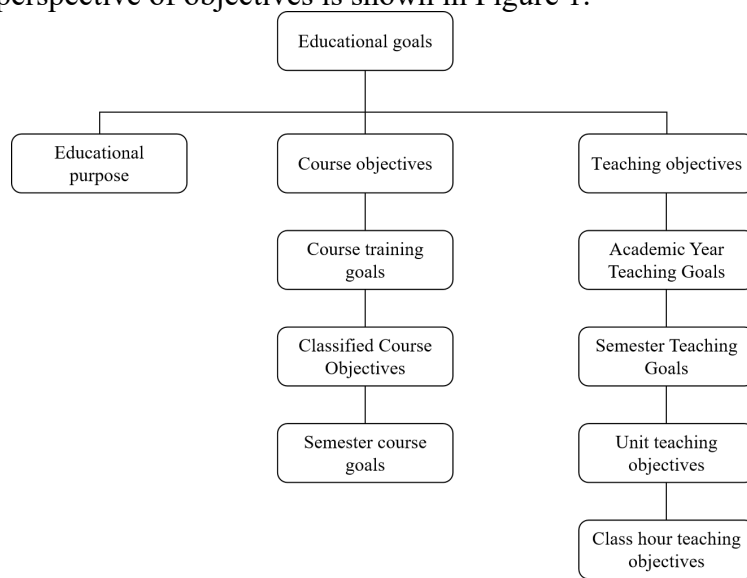 perspective of objectives is shown in Figure 1.
Educational goals
Educational
purpose
Course objectives
Teaching objectives
Course training
goals
Academic Year
Teaching Goals
Classified Course
Objectives
Semester Teaching
Goals
Semester course
goals
Unit teaching
objectives
Class hour teaching
objectives